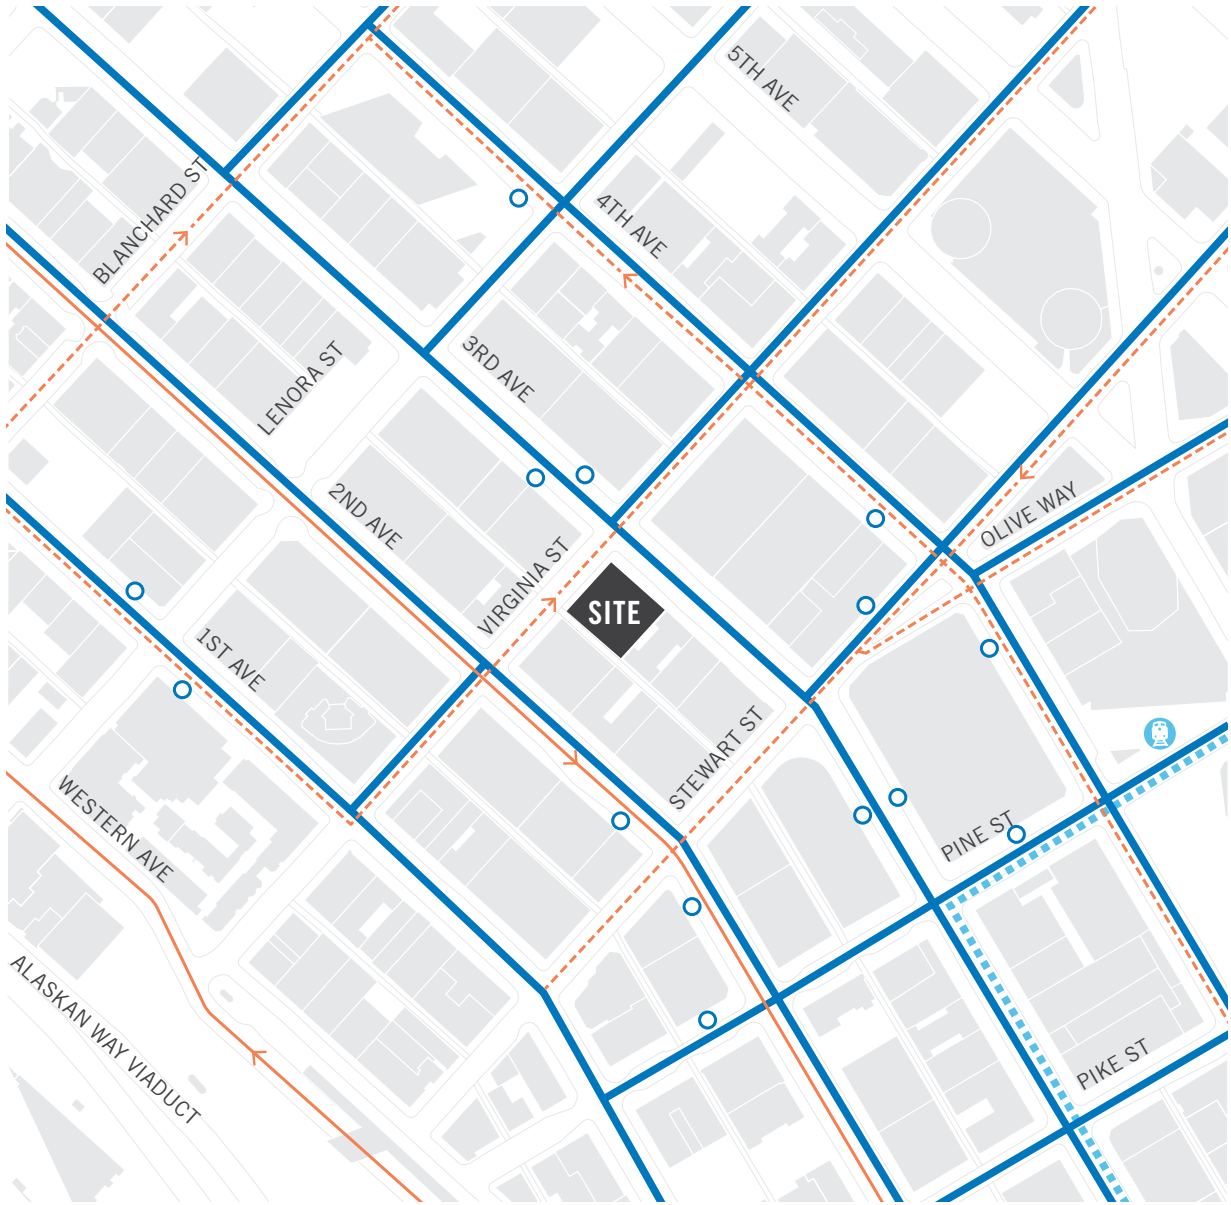 5TH AVE
BLANCHARD ST
4TH AVE
3RD AVE
LENORA ST
2ND AVE
OLIVE WAY
VIRGINIA ST
SITE
1ST AVE
STEWART ST
WESTERN AVE
PINE ST
ALASKAN WAY VIADUCT
PIKE ST